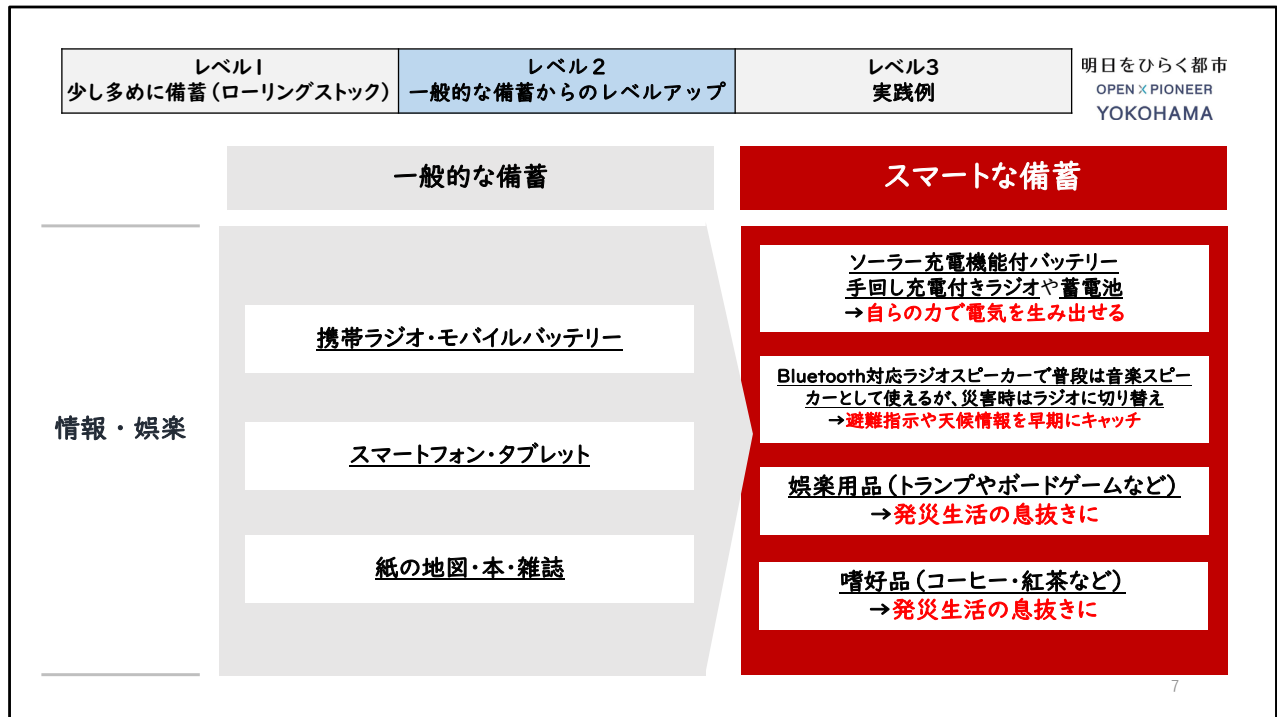 レベル1
少し多めに備蓄(ローリングストック)
レベル2
一般的な備蓄からのレベルアップ
レベル3
実践例
明日をひらく都市
OPEN×PIONEER
YOKOHAMA
一般的な備蓄
スマートな備蓄
情報・娯楽
携帯ラジオ・モバイルバッテリー
スマートフォン・タブレット
紙の地図・本・雑誌
ソーラー充電機能付バッテリー
手回し充電付きラジオや蓄電池
→自らの力で電気を生み出せる
Bluetooth対応ラジオスピーカーで普段は音楽スピー
カーとして使えるが、災害時はラジオに切り替え
→避難指示や天候情報を早期にキャッチ
娯楽用品(トランプやボードゲームなど)
→発災生活の息抜きに
嗜好品(コーヒー・紅茶など)
→発災生活の息抜きに
7